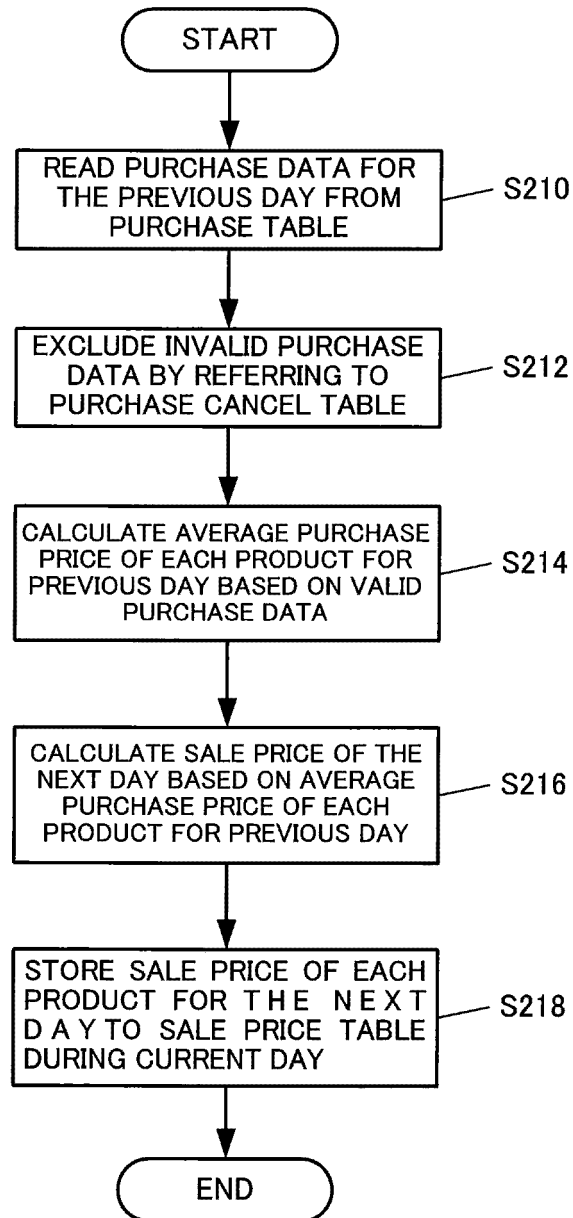 START
READ PURCHASE DATA FOR
THE PREVIOUS DAY FROM
PURCHASE TABLE
S210
EXCLUDE INVALID PURCHASE
DATA BY REFERRING TO
PURCHASE CANCEL TABLE
S212
CALCULATE AVERAGE PURCHASE
PRICE OF EACH PRODUCT FOR
PREVIOUS DAY BASED ON VALID
PURCHASE DATA
S214
CALCULATE SALE PRICE OF THE
NEXT DAY BASED ON AVERAGE
PURCHASE PRICE OF EACH
PRODUCT FOR PREVIOUS DAY
S216
STORE SALE PRICE OF EACH
PRODUCT FOR THE NEXT
DAY TO SALE PRICE TABLE
DURING CURRENT DAY
S218
END